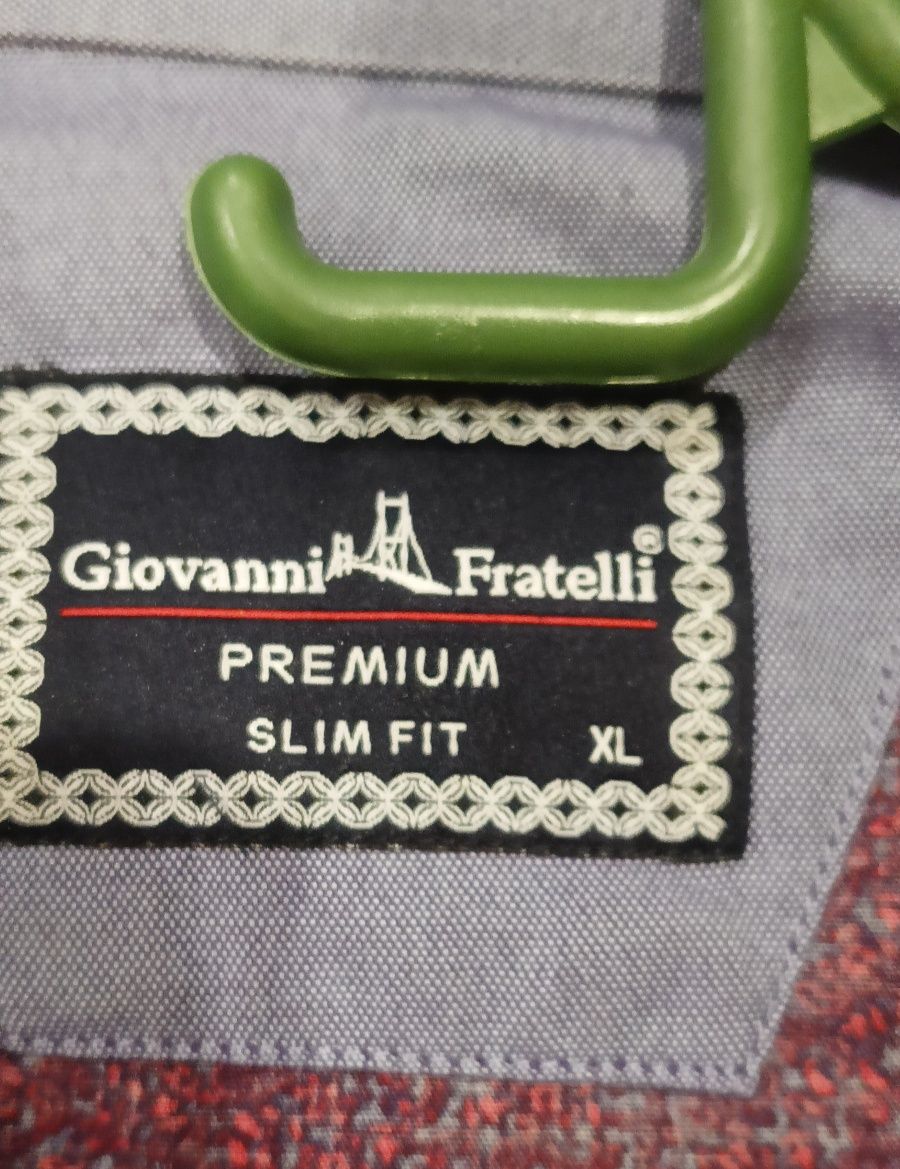 Giovanni Fratelli®
PREMIUM
SLIM FIT XL